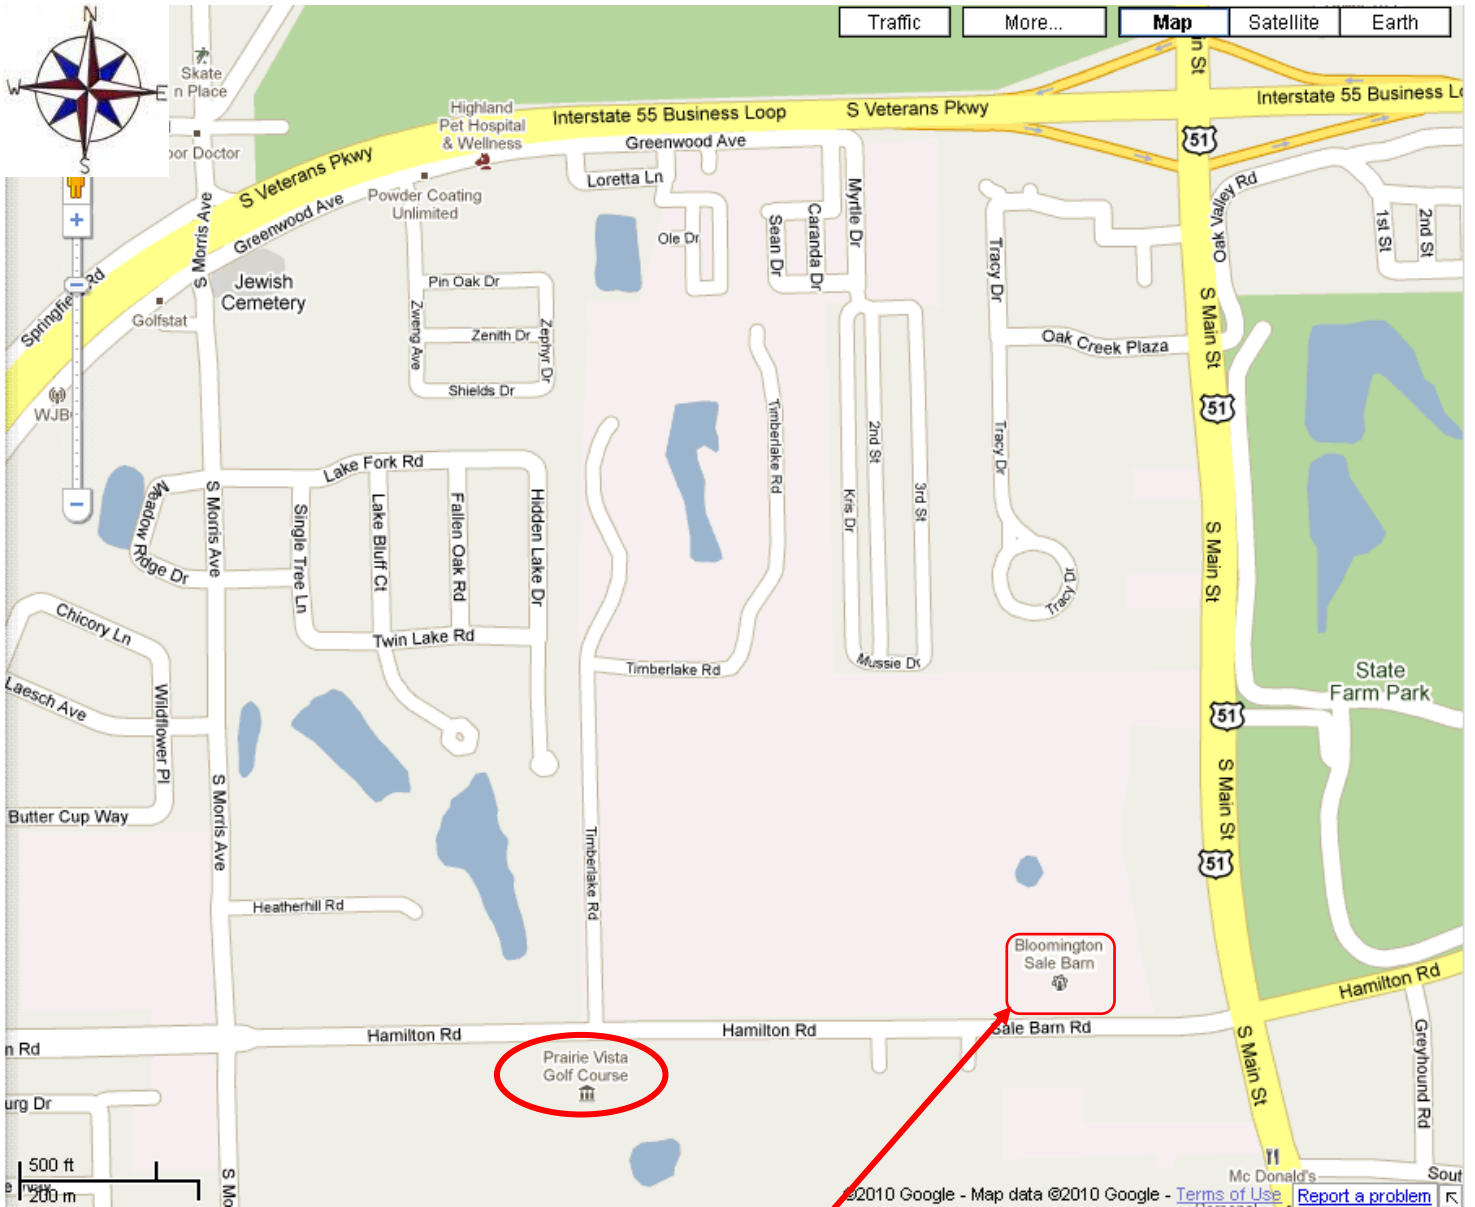 N
W
E
S
Traffic
More...
Map
Satellite
Earth
Skate
n Place
Highland
Pet Hospital
& Wellness
Interstate 55 Business Loop
S Veterans Pkwy
Interstate 55 Business
in St
51
Greenwood Ave
S Veterans Pkwy
Greenwood Ave
Powder Coating
Unlimited
Loretta Ln
Ole Dr
Sean Dr
Caranda Dr
Myrtle Dr
Tracy Dr
Oak Valley Rd
1st St
2nd St
S Morris Ave
Jewish
Cemetery
Golfstat
Pin Oak Dr
Zweng Ave
Zenith Dr
Zephyr Dr
Shields Dr
Oak Creek Plaza
S Main St
51
WJB
Timberlake Rd
Kris Dr
2nd St
3rd St
Tracy Dr
Tracy Dr
Mussie Dr
Lake Fork Rd
Meadow Ridge Dr
S Morris Ave
Single Tree Ln
Lake Bluff Ct
Fallen Oak Rd
Hidden Lake Dr
Twin Lake Rd
Timberlake Rd
S Main St
Chicory Ln
Laesch Ave
Wildflower Pl
Butter Cup Way
State
Farm Park
51
S Main St
51
S Morris Ave
Timberlake Rd
Heatherhill Rd
Bloomington
Sale Barn
Hamilton Rd
Hamilton Rd
Hamilton Rd
Sale Barn Rd
n Rd
Prairie Vista
Golf Course
S Main St
Greyhound Rd
urg Dr
500 ft
200 m
S Mo
Mc Donald's
Sout
©2010 Google - Map data ©2010 Google - Terms of Use
Report a problem